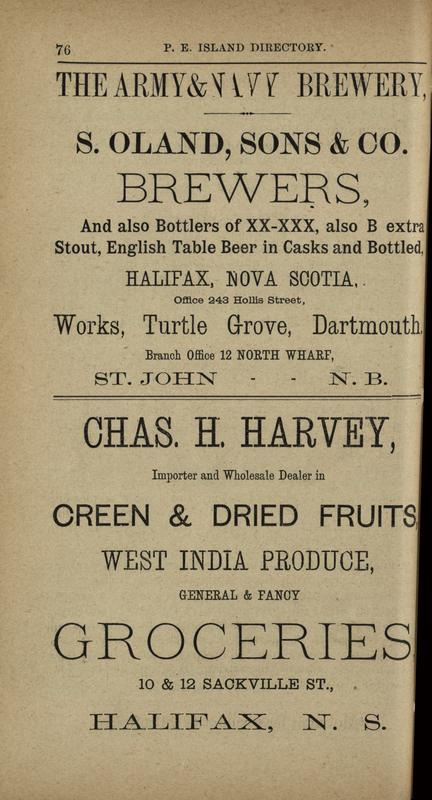 76
P. E. ISLAND DIRECTORY.
THE ARMY & NAVY BREWERY,
S. OLAND, SONS & CO.
BREWERS,
And also Bottlers of XX-XXX, also B extra
Stout, English Table Beer in Casks and Bottled,
HALIFAX, NOVA SCOTIA,
Office 243 Hollis Street,
Works, Turtle Grove, Dartmouth.
Branch Office 12 NORTH WHARF,
ST. JOHN - - N. B.
CHAS. H. HARVEY,
Importer and Wholesale Dealer in
GREEN & DRIED FRUITS
WEST INDIA PRODUCE,
GENERAL & FANCY
GROCERIES
10 & 12 SACKVILLE ST.,
HALIFAX, N. S.